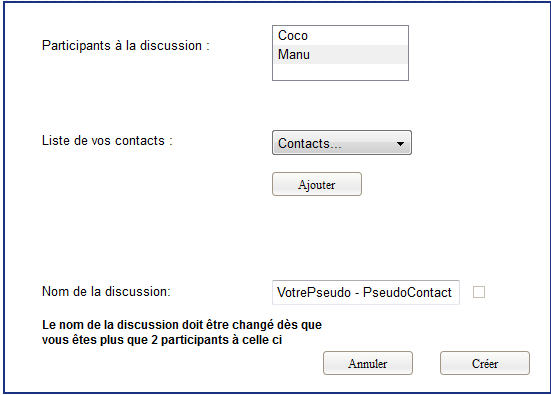 Participants à la discussion :
Coco
Manu
Liste de vos contacts :
Contacts...
Ajouter
Nom de la discussion:
VotrePseudo - PseudoContact
Le nom de la discussion doit être changé dès que
vous êtes plus que 2 participants à celle ci
Annuler
Créer